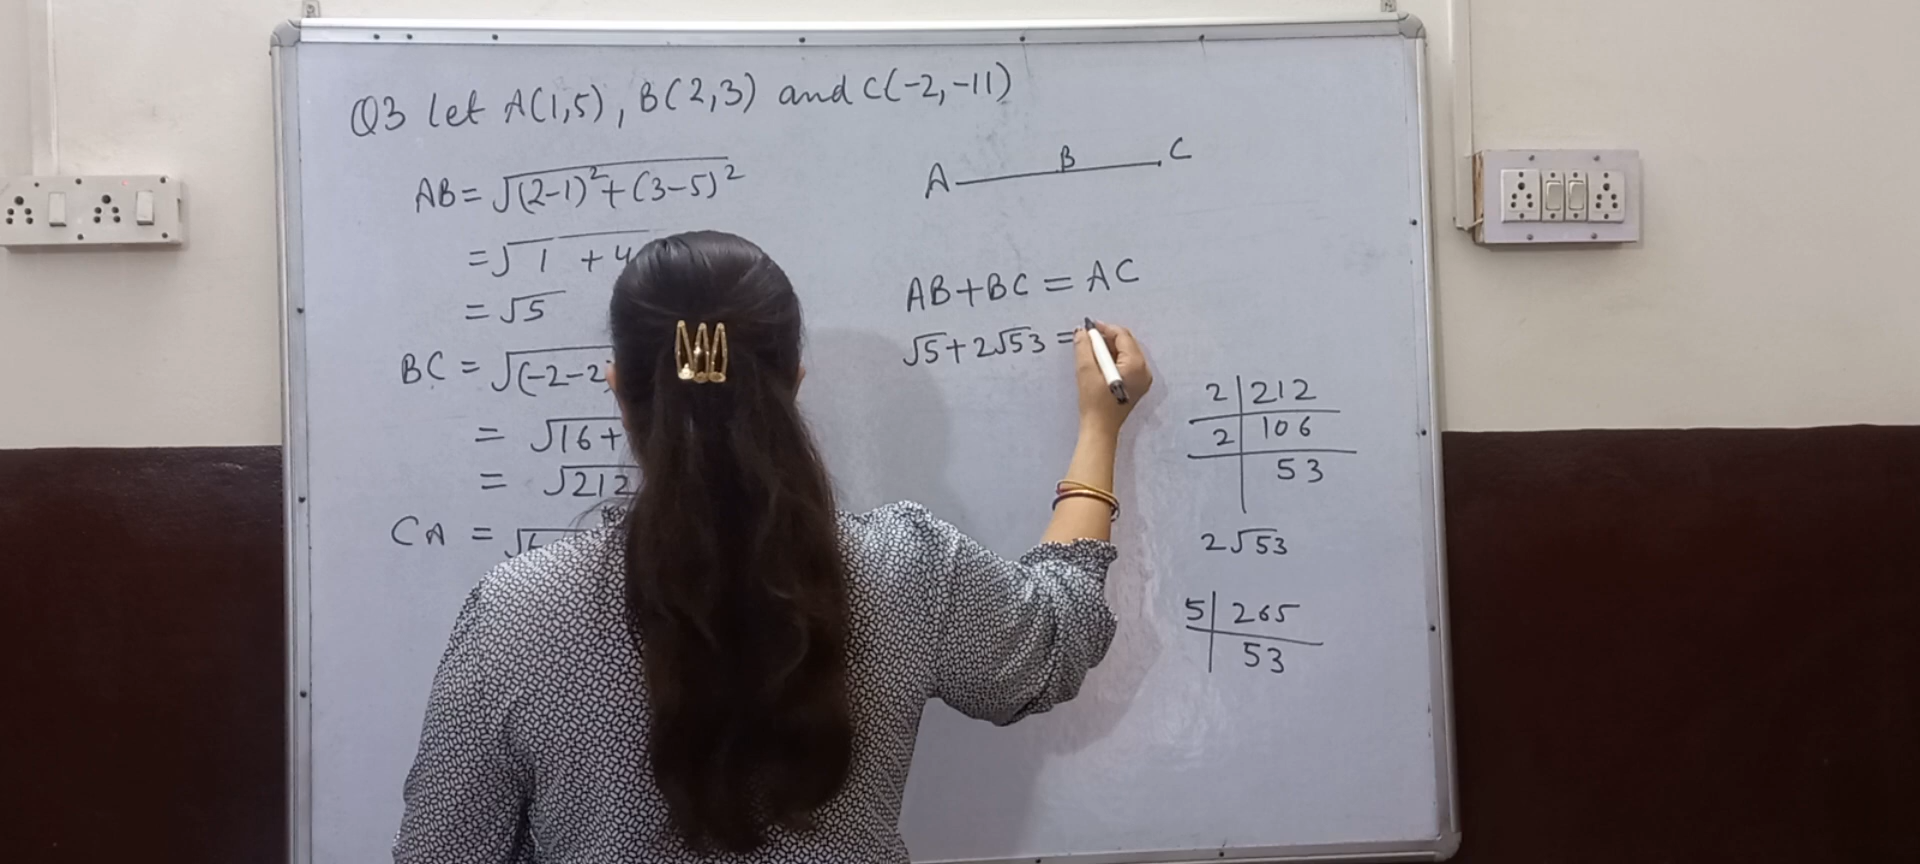 Q3 let A(1,5), B(2,3) and C(-2,-11)
AB = √(2-1)²+(3-5)²
= √1 + 4
= √5
BC = √(-2-2)
= √16+
= √212
CA = √
A B C
AB+BC = AC
√5+2√53 =
2 | 212
2 | 106
53
2√53
5 | 265
53